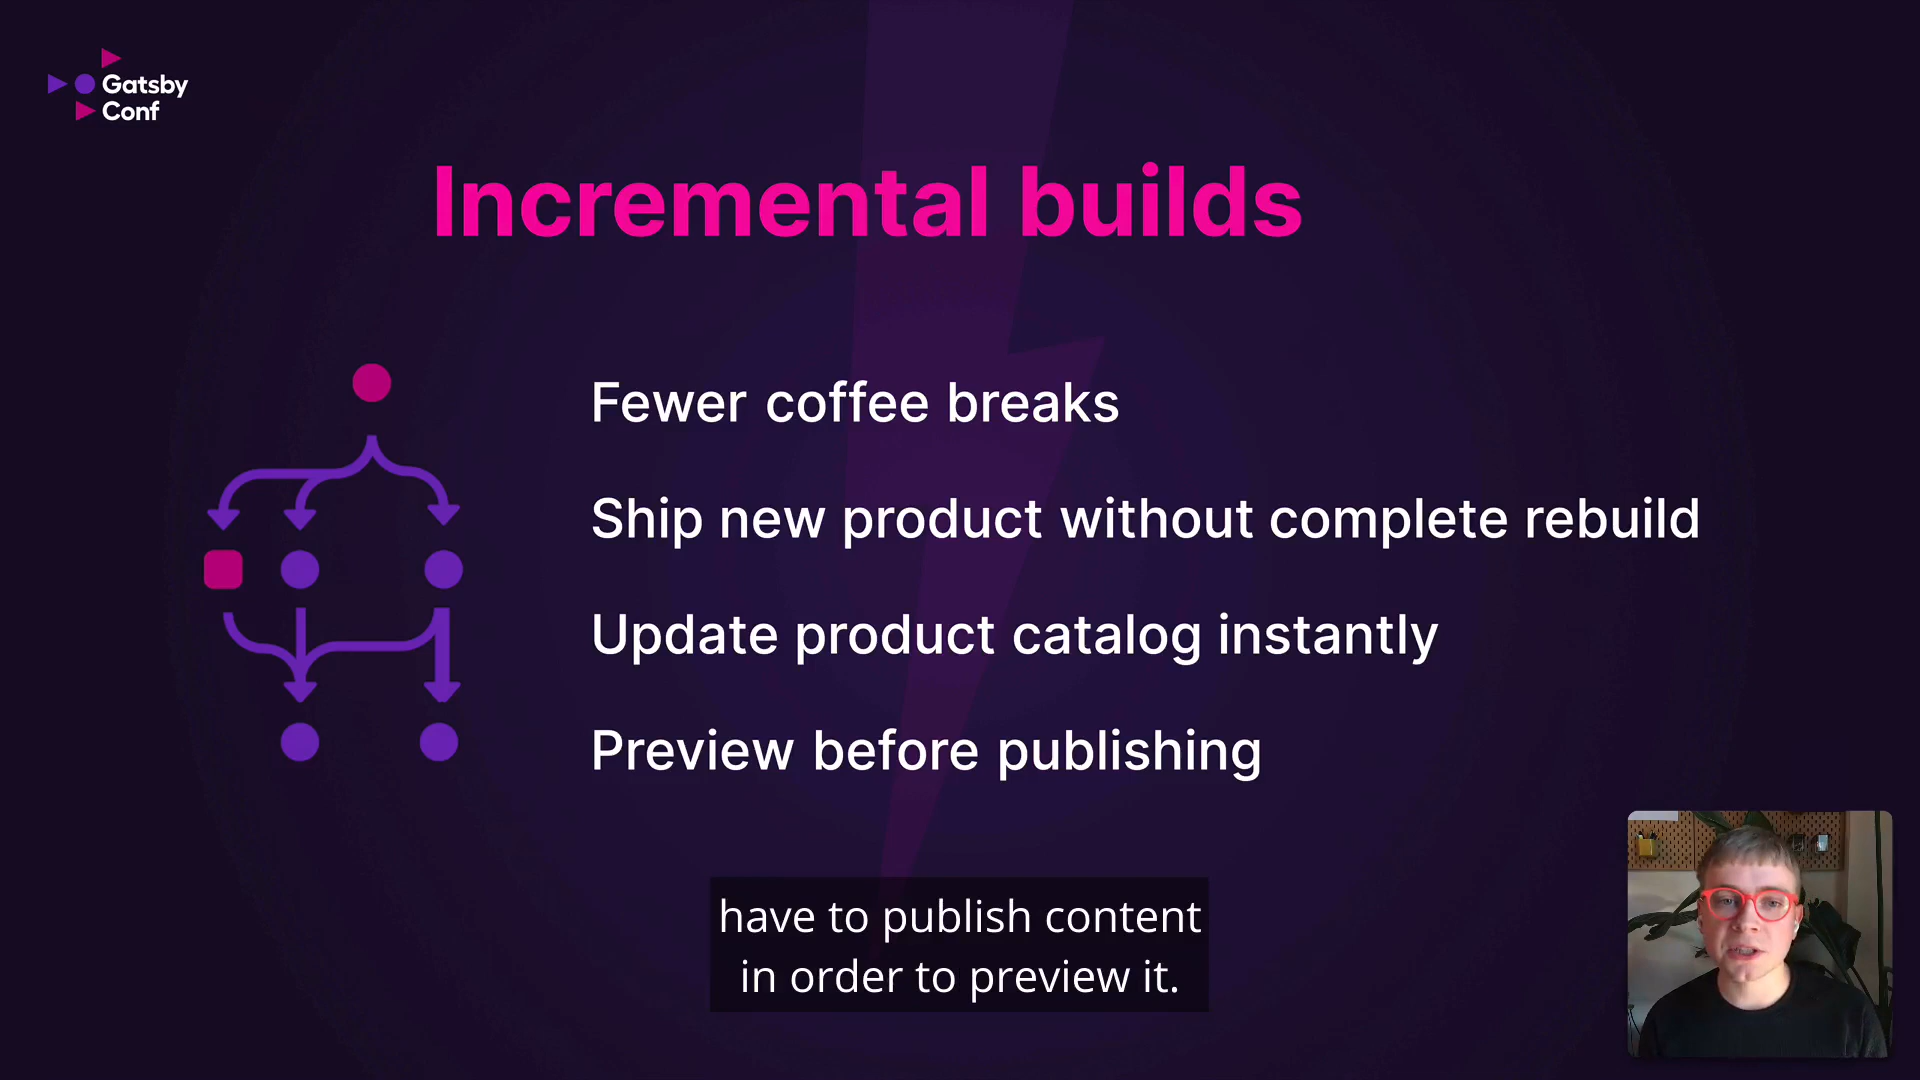 Gatsby
Conf
Incremental builds
Fewer coffee breaks
Ship new product without complete rebuild
Update product catalog instantly
Preview before publishing
have to publish content
in order to preview it.